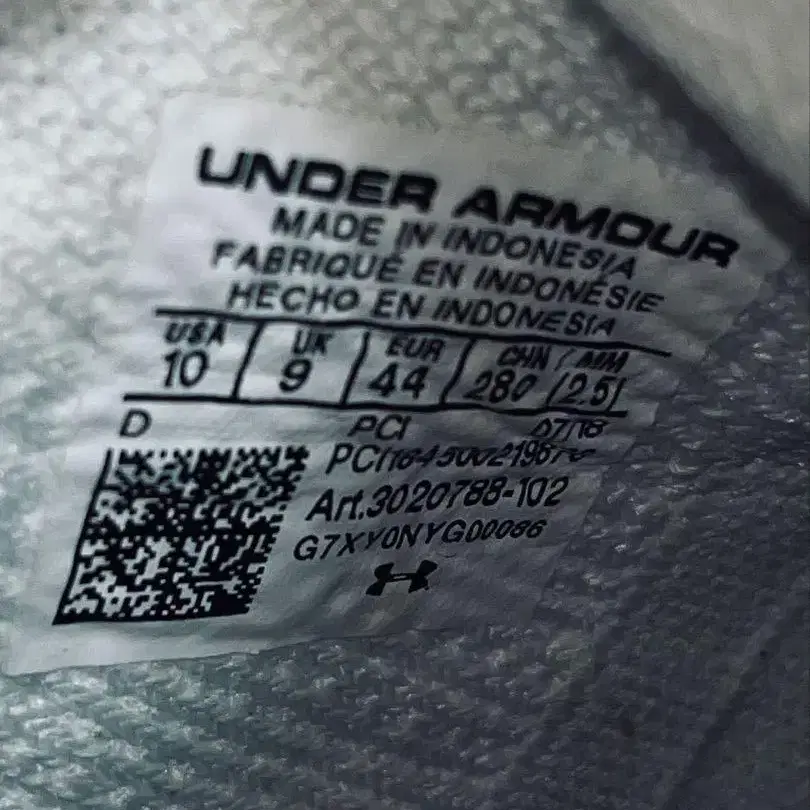 UNDER ARMOUR
MADE IN INDONESIA
FABRIQUÉ EN INDONÉSIE
HECHO EN INDONESIA
USA UK EUR CHN / MM
10 9 44 280 (2.5)
D PCI 07/18
Art.3020788-102
G7XY0NYG00086